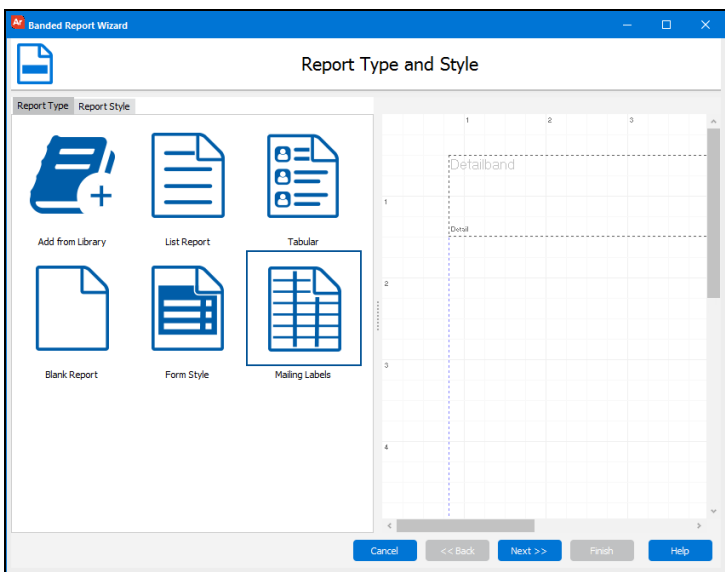 Ar Banded Report Wizard
Report Type and Style
Report Type Report Style
Add from Library List Report Tabular
Blank Report Form Style Mailing Labels
1 2 3
Detailband
1
Detail
2
3
4
Cancel << Back Next >> Finish Help